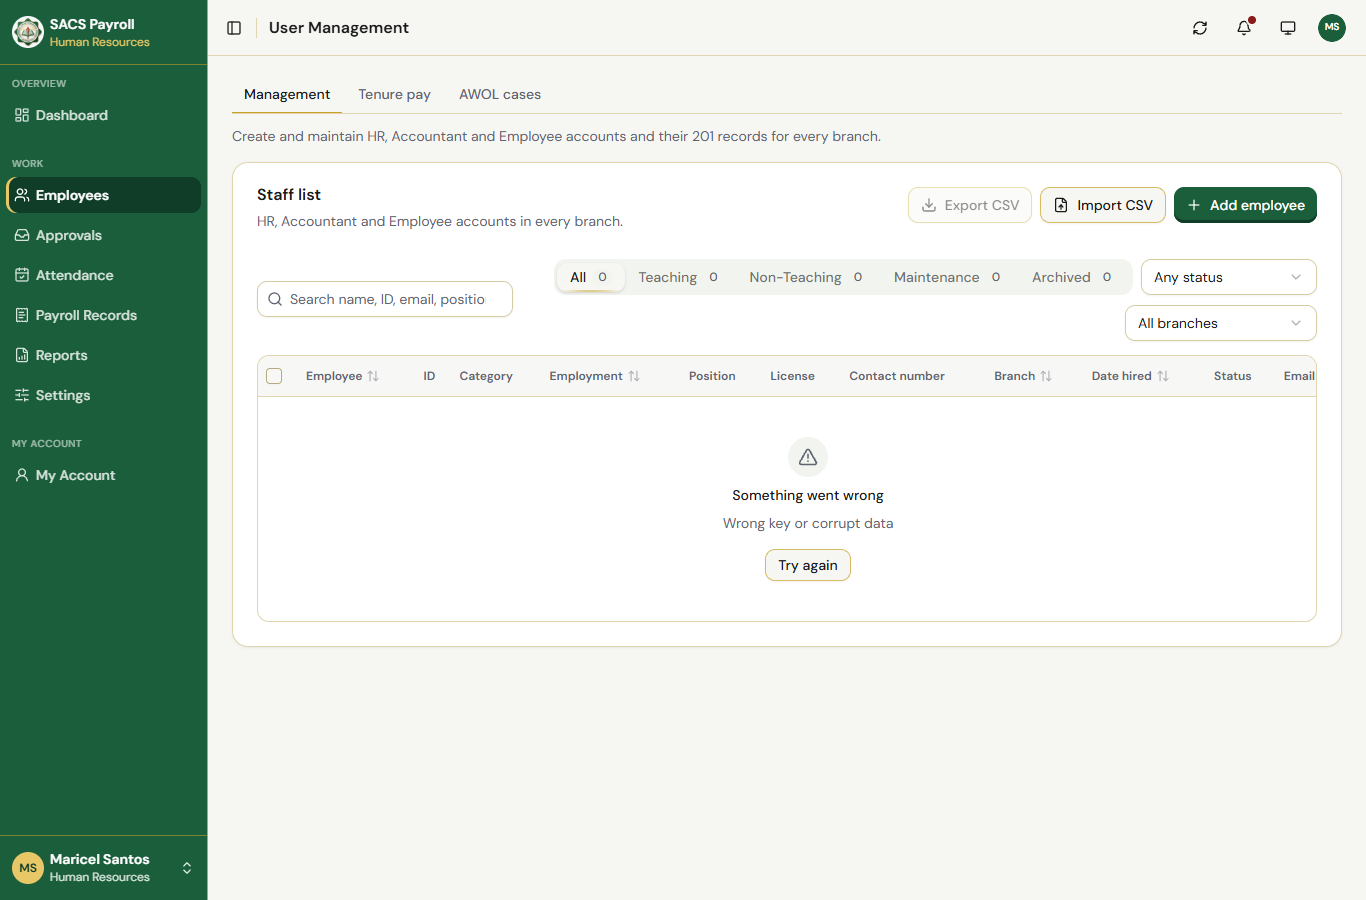 SACS Payroll
Human Resources
OVERVIEW
Dashboard
WORK
Employees
Approvals
Attendance
Payroll Records
Reports
Settings
MY ACCOUNT
My Account
MS
Maricel Santos
Human Resources
User Management
MS
Management
Tenure pay
AWOL cases
Create and maintain HR, Accountant and Employee accounts and their 201 records for every branch.
Staff list
HR, Accountant and Employee accounts in every branch.
Export CSV
Import CSV
Add employee
Search name, ID, email, positio
All 0
Teaching 0
Non-Teaching 0
Maintenance 0
Archived 0
Any status
All branches
Employee
ID
Category
Employment
Position
License
Contact number
Branch
Date hired
Status
Email
Something went wrong
Wrong key or corrupt data
Try again